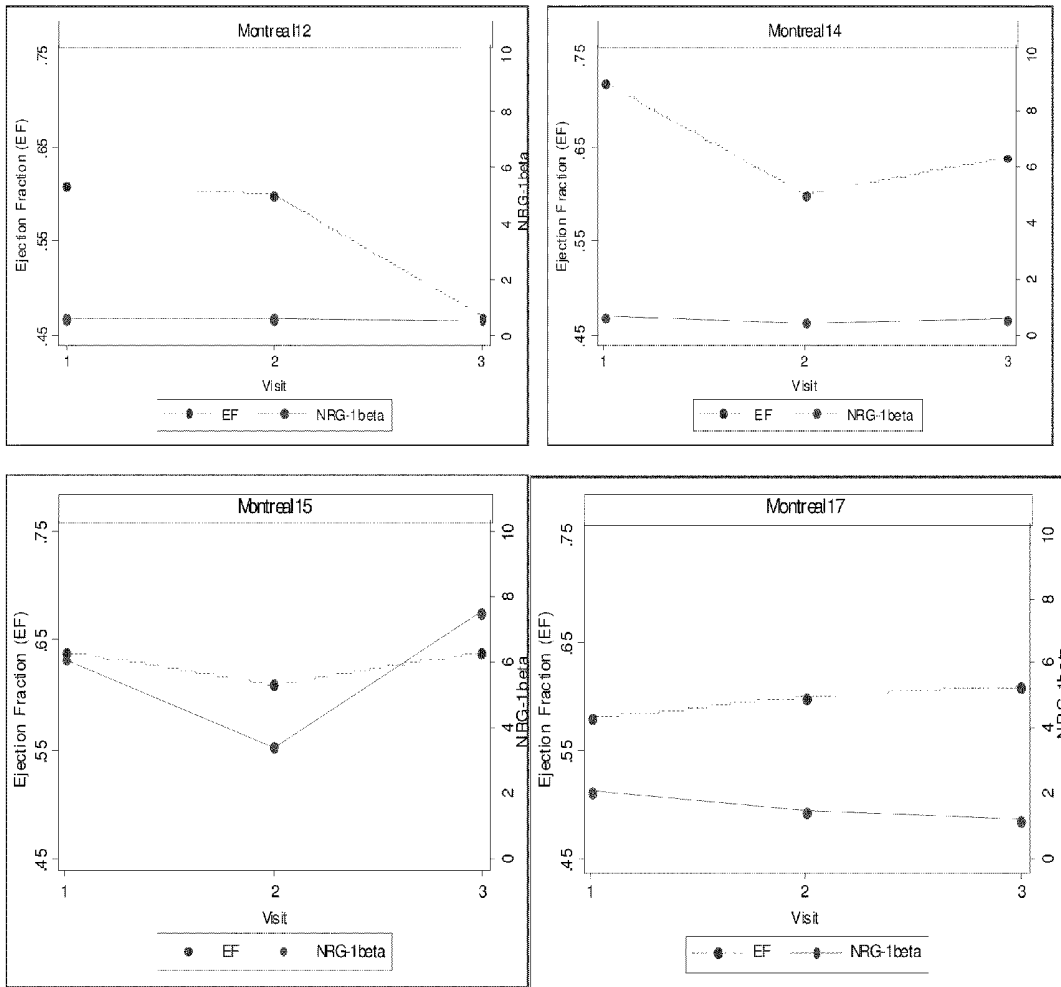 Montreal12
Ejection Fraction (EF)
.75
.65
.55
.45
10
8
6
4
2
0
NRG-1beta
1 2 3
Visit
EF NRG-1beta
Montreal14
Ejection Fraction (EF)
.75
.65
.55
.45
10
8
6
4
2
0
1 2 3
Visit
EF NRG-1beta
Montreal15
Ejection Fraction (EF)
.75
.65
.55
.45
10
8
6
4
2
0
NRG-1beta
1 2 3
Visit
EF NRG-1beta
Montreal17
Ejection Fraction (EF)
.75
.65
.55
.45
10
8
6
4
2
0
1 2 3
Visit
EF NRG-1beta